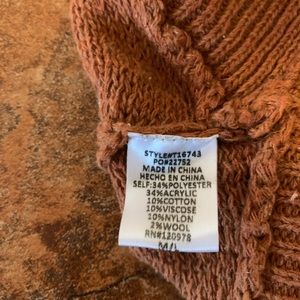 STYLE#T16743
PO#22752
MADE IN CHINA
HECHO EN CHINA
SELF:34%POLYESTER
34%ACRYLIC
10%COTTON
10%VISCOSE
10%NYLON
2%WOOL
RN#120978
M/L